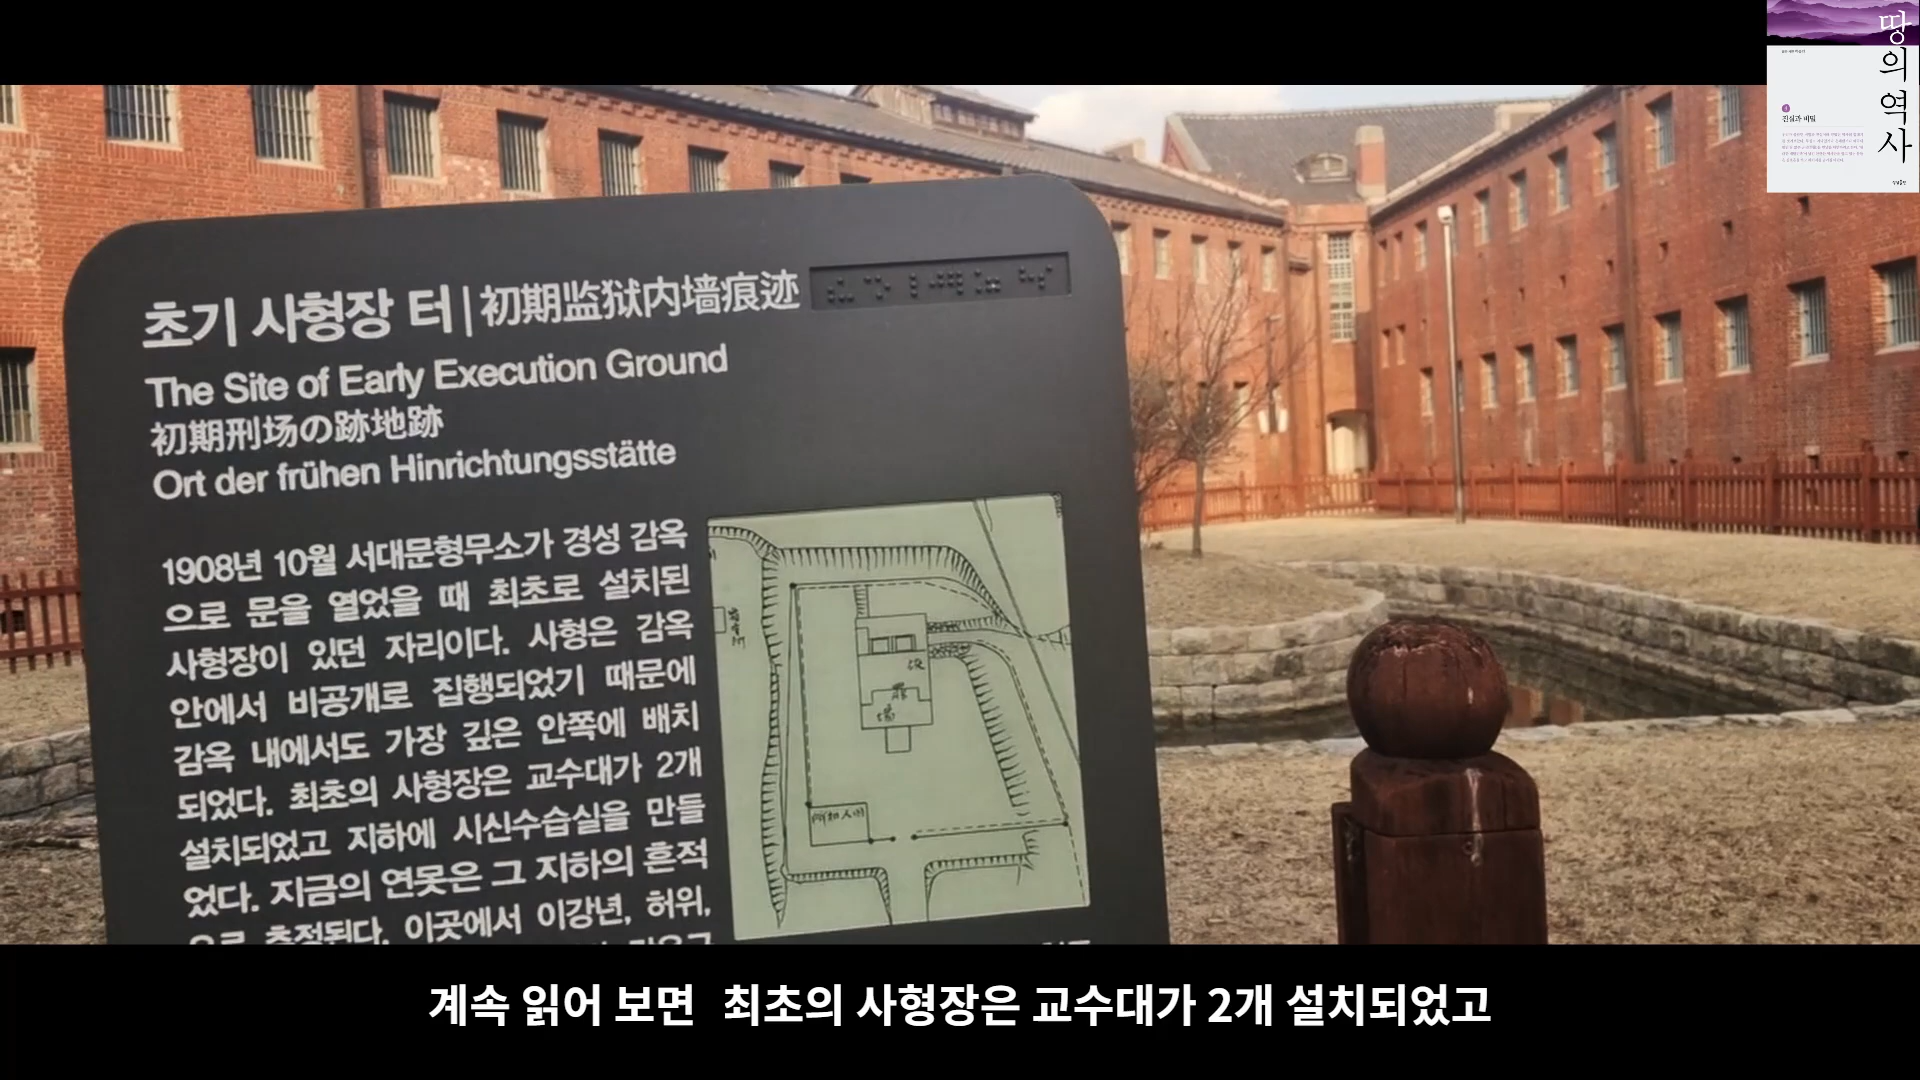 땅의 역사
진실과 비밀
초기 사형장 터 | 初期监狱内墙痕迹
The Site of Early Execution Ground
初期刑场の跡地跡
Ort der frühen Hinrichtungsstätte
1908년 10월 서대문형무소가 경성 감옥
으로 문을 열었을 때 최초로 설치된
사형장이 있던 자리이다. 사형은 감옥
안에서 비공개로 집행되었기 때문에
감옥 내에서도 가장 깊은 안쪽에 배치
되었다. 최초의 사형장은 교수대가 2개
설치되었고 지하에 시신수습실을 만들
었다. 지금의 연못은 그 지하의 흔적
으로 추정된다. 이곳에서 이강년, 허위,
계속 읽어 보면 최초의 사형장은 교수대가 2개 설치되었고